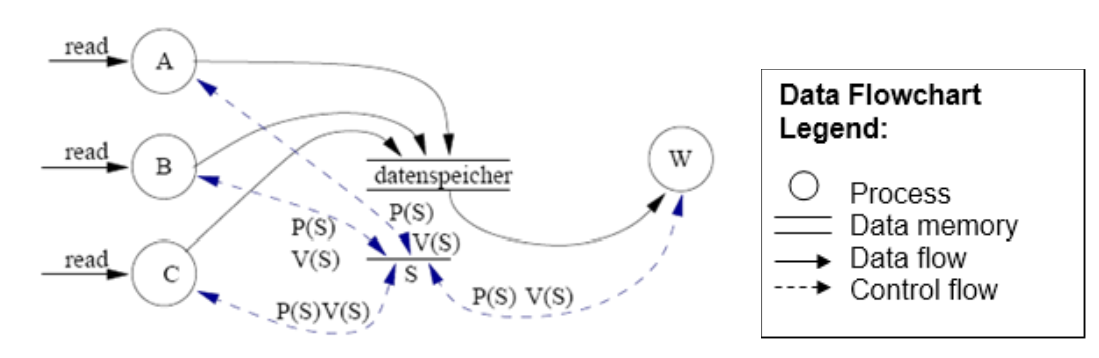 read
A
read
B
read
C
datenspeicher
W
P(S)
V(S)
P(S)
V(S)
S
P(S)V(S)
P(S) V(S)
Data Flowchart
Legend:
Process
Data memory
Data flow
Control flow